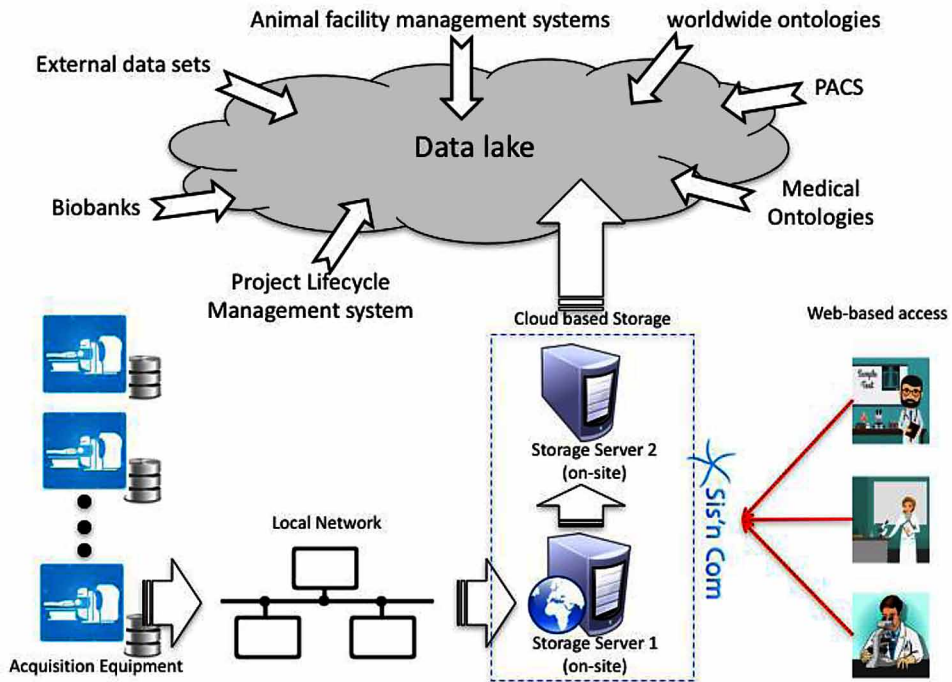 Animal facility management systems
worldwide ontologies
External data sets
PACS
Data lake
Biobanks
Medical
Ontologies
Project Lifecycle
Management system
Cloud based Storage
Web-based access
Sample
Test
Storage Server 2
(on-site)
Sis'n Com
Local Network
Storage Server 1
(on-site)
Acquisition Equipment